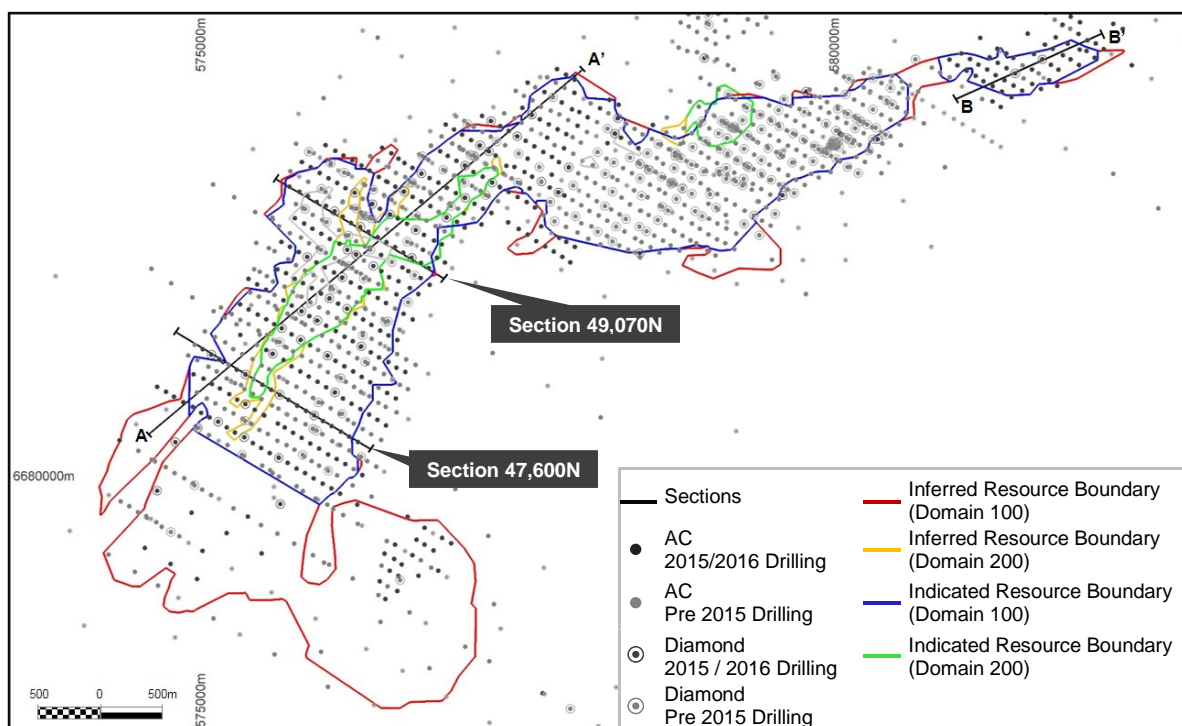 575000m
580000m
A'
B'
B
A
Section 49,070N
Section 47,600N
6680000m
575000m
500 0 500m
Sections
AC
2015/2016 Drilling
AC
Pre 2015 Drilling
Diamond
2015 / 2016 Drilling
Diamond
Pre 2015 Drilling
Inferred Resource Boundary
(Domain 100)
Inferred Resource Boundary
(Domain 200)
Indicated Resource Boundary
(Domain 100)
Indicated Resource Boundary
(Domain 200)